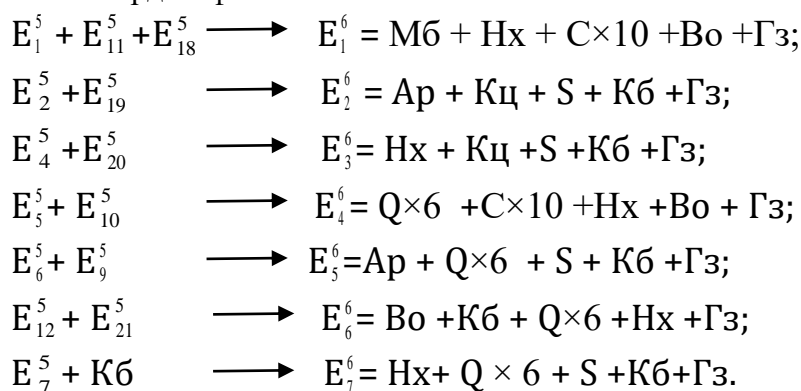 E₁⁵ + E₁₁⁵ +E₁₈⁵ ⟶ E₁⁶ = Мб + Нх + С×10 +Во +Гз;
E₂⁵ +E₁₉⁵ ⟶ E₂⁶ = Ар + Кц + S + Кб +Гз;
E₄⁵ +E₂₀⁵ ⟶ E₃⁶= Нх + Кц +S +Кб +Гз;
E₅⁵+ E₁₀⁵ ⟶ E₄⁶= Q×6 +С×10 +Нх +Во + Гз;
E₆⁵+ E₉⁵ ⟶ E₅⁶=Ар + Q×6 + S + Кб +Гз;
E₁₂⁵ + E₂₁⁵ ⟶ E₆⁶= Во +Кб + Q×6 +Нх +Гз;
E₇⁵ + Кб ⟶ E₇⁶= Нх+ Q × 6 + S +Кб+Гз.